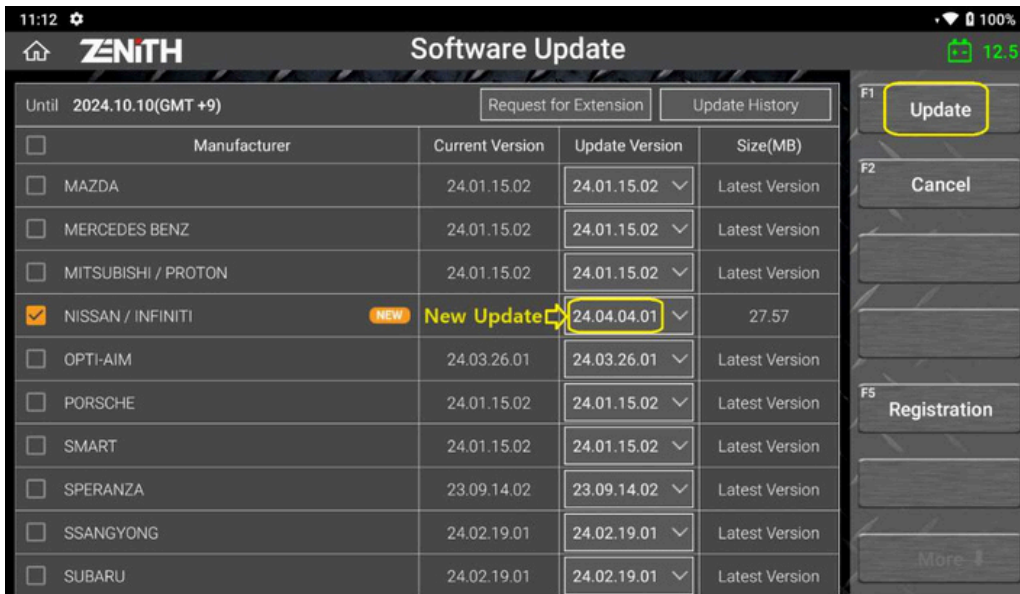 11:12 100%
ZENITH Software Update 12.5
Until 2024.10.10(GMT +9) Request for Extension Update History
F1 Update
Manufacturer Current Version Update Version Size(MB)
MAZDA 24.01.15.02 24.01.15.02 Latest Version
F2 Cancel
MERCEDES BENZ 24.01.15.02 24.01.15.02 Latest Version
MITSUBISHI / PROTON 24.01.15.02 24.01.15.02 Latest Version
NISSAN / INFINITI NEW New Update 24.04.04.01 27.57
OPTI-AIM 24.03.26.01 24.03.26.01 Latest Version
PORSCHE 24.01.15.02 24.01.15.02 Latest Version
F5 Registration
SMART 24.01.15.02 24.01.15.02 Latest Version
SPERANZA 23.09.14.02 23.09.14.02 Latest Version
SSANGYONG 24.02.19.01 24.02.19.01 Latest Version
More
SUBARU 24.02.19.01 24.02.19.01 Latest Version